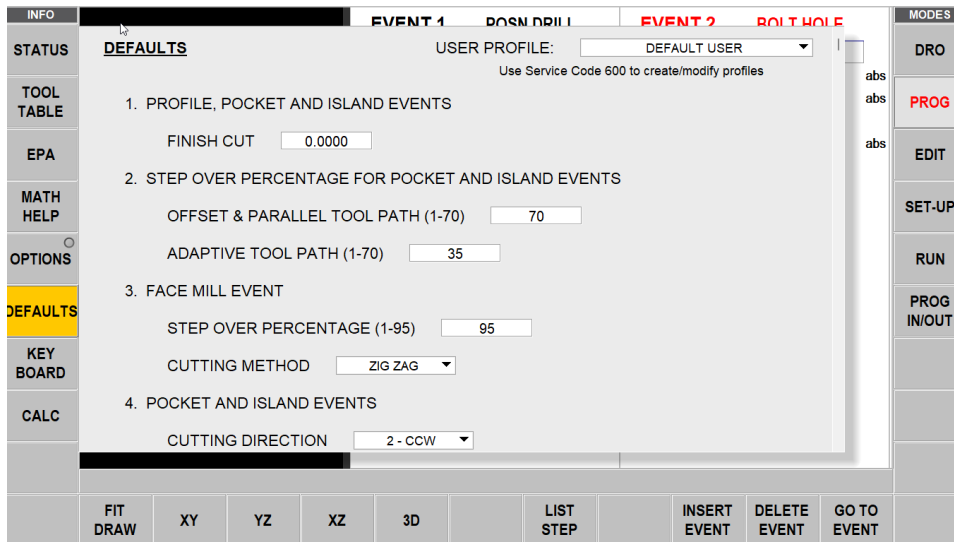 INFO
EVENT 1 POSN DRILL EVENT 2 BOLT HOLE
MODES
STATUS
TOOL
TABLE
EPA
MATH
HELP
OPTIONS
DEFAULTS
KEY
BOARD
CALC
DEFAULTS USER PROFILE: DEFAULT USER
Use Service Code 600 to create/modify profiles
1. PROFILE, POCKET AND ISLAND EVENTS
FINISH CUT 0.0000
2. STEP OVER PERCENTAGE FOR POCKET AND ISLAND EVENTS
OFFSET & PARALLEL TOOL PATH (1-70) 70
ADAPTIVE TOOL PATH (1-70) 35
3. FACE MILL EVENT
STEP OVER PERCENTAGE (1-95) 95
CUTTING METHOD ZIG ZAG
4. POCKET AND ISLAND EVENTS
CUTTING DIRECTION 2 - CCW
abs
abs
abs
DRO
PROG
EDIT
SET-UP
RUN
PROG
IN/OUT
FIT
DRAW
XY
YZ
XZ
3D
LIST
STEP
INSERT
EVENT
DELETE
EVENT
GO TO
EVENT